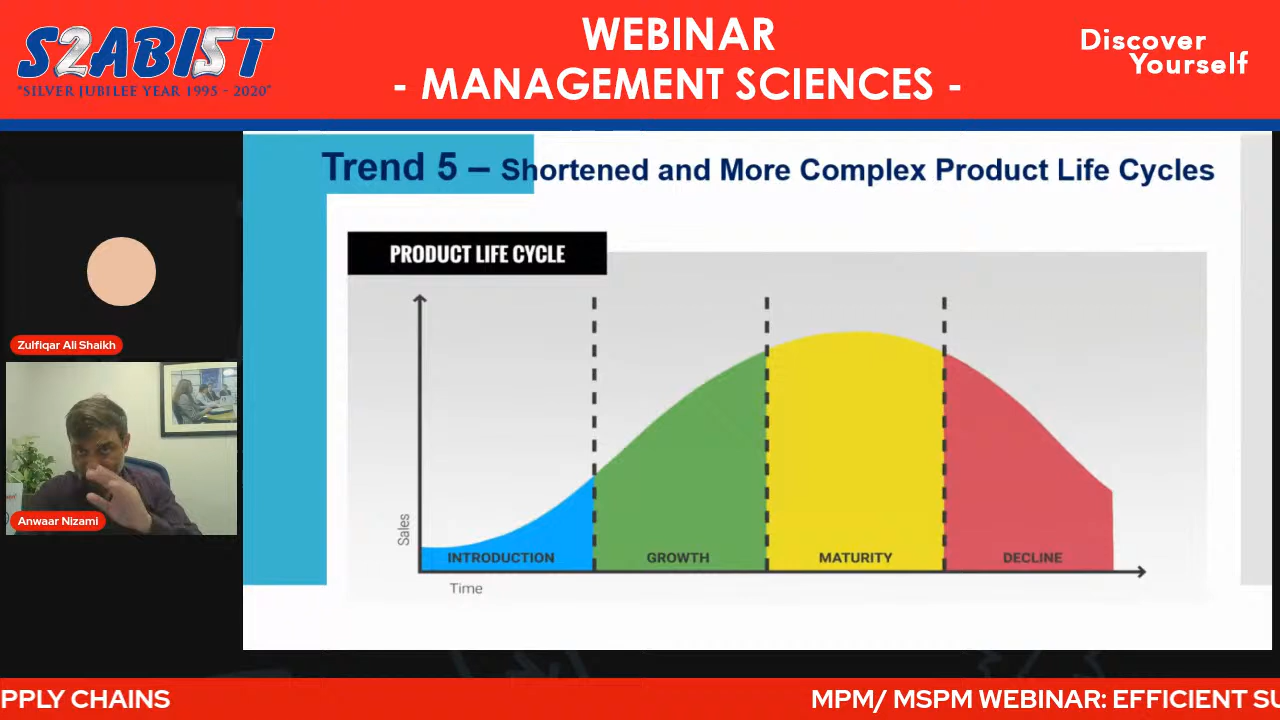 SZABIST
"SILVER JUBILEE YEAR 1995 - 2020"
WEBINAR
- MANAGEMENT SCIENCES -
Discover
Yourself
Trend 5 – Shortened and More Complex Product Life Cycles
PRODUCT LIFE CYCLE
Sales
INTRODUCTION
GROWTH
MATURITY
DECLINE
Time
Zulfiqar Ali Shaikh
Anwaar Nizami
PPLY CHAINS
MPM/ MSPM WEBINAR: EFFICIENT SU